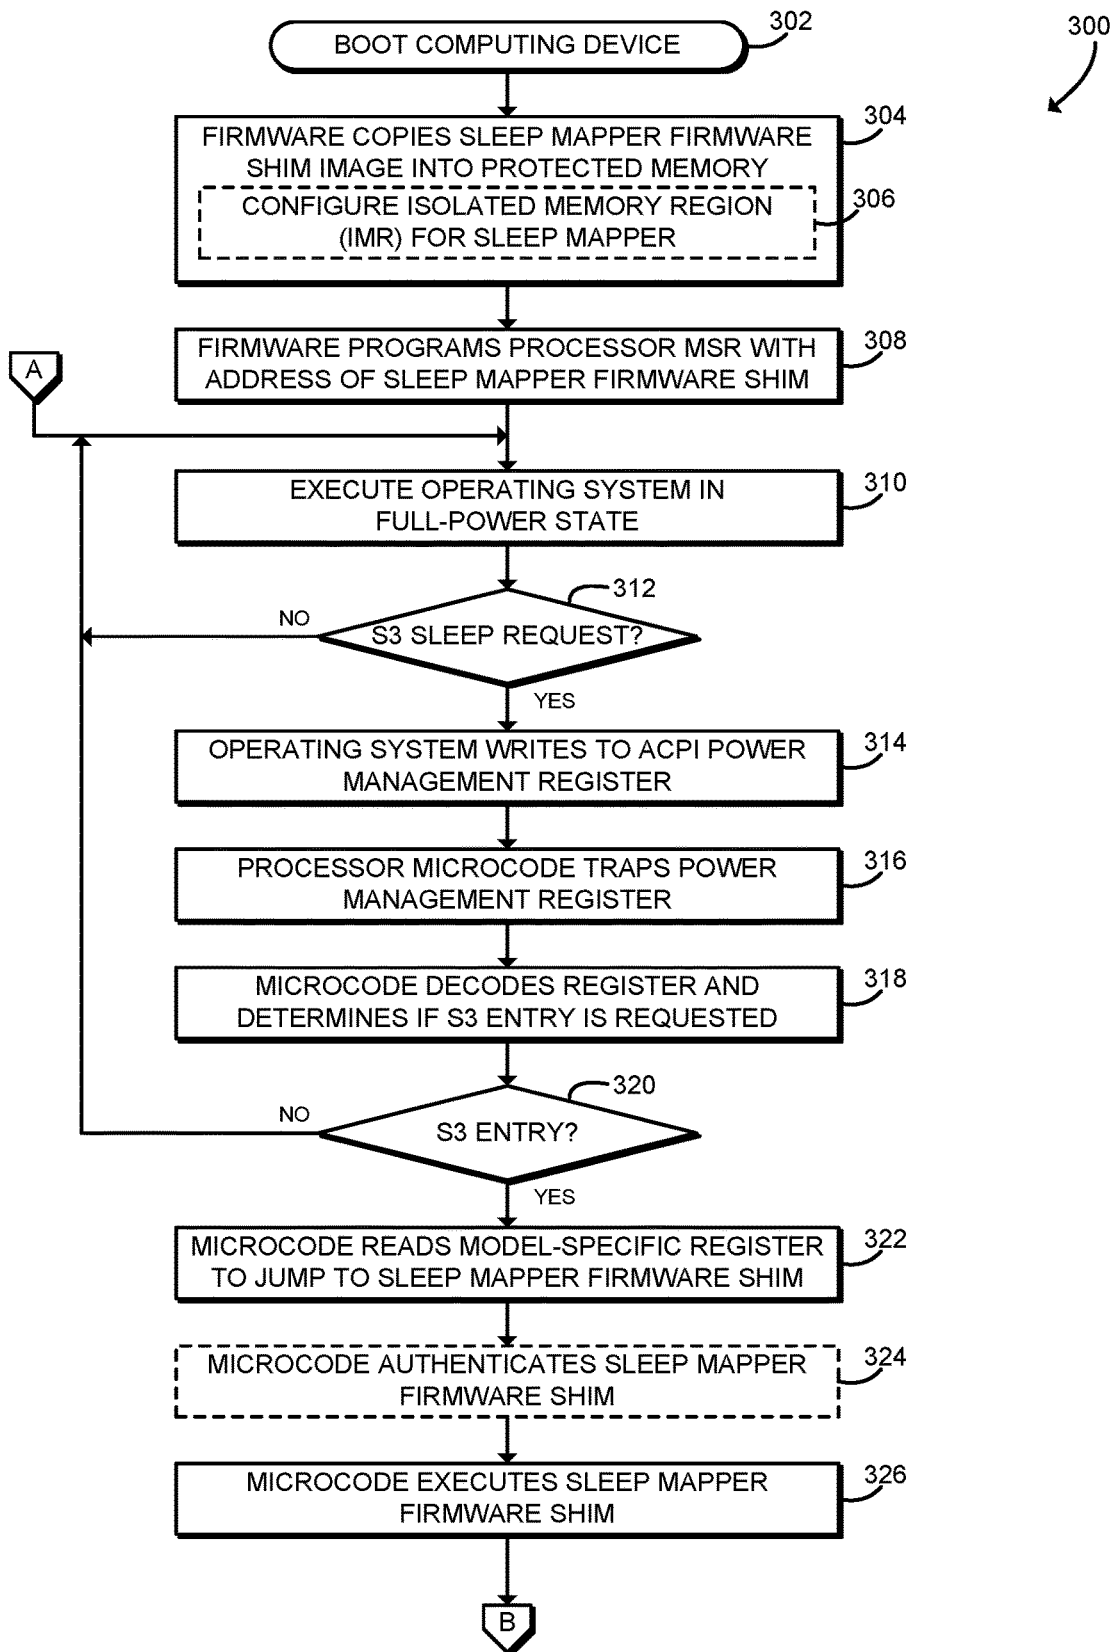 BOOT COMPUTING DEVICE
302
300
FIRMWARE COPIES SLEEP MAPPER FIRMWARE
SHIM IMAGE INTO PROTECTED MEMORY
304
CONFIGURE ISOLATED MEMORY REGION
(IMR) FOR SLEEP MAPPER
306
FIRMWARE PROGRAMS PROCESSOR MSR WITH
ADDRESS OF SLEEP MAPPER FIRMWARE SHIM
308
A
EXECUTE OPERATING SYSTEM IN
FULL-POWER STATE
310
312
NO
S3 SLEEP REQUEST?
YES
OPERATING SYSTEM WRITES TO ACPI POWER
MANAGEMENT REGISTER
314
PROCESSOR MICROCODE TRAPS POWER
MANAGEMENT REGISTER
316
MICROCODE DECODES REGISTER AND
DETERMINES IF S3 ENTRY IS REQUESTED
318
320
NO
S3 ENTRY?
YES
MICROCODE READS MODEL-SPECIFIC REGISTER
TO JUMP TO SLEEP MAPPER FIRMWARE SHIM
322
MICROCODE AUTHENTICATES SLEEP MAPPER
FIRMWARE SHIM
324
MICROCODE EXECUTES SLEEP MAPPER
FIRMWARE SHIM
326
B